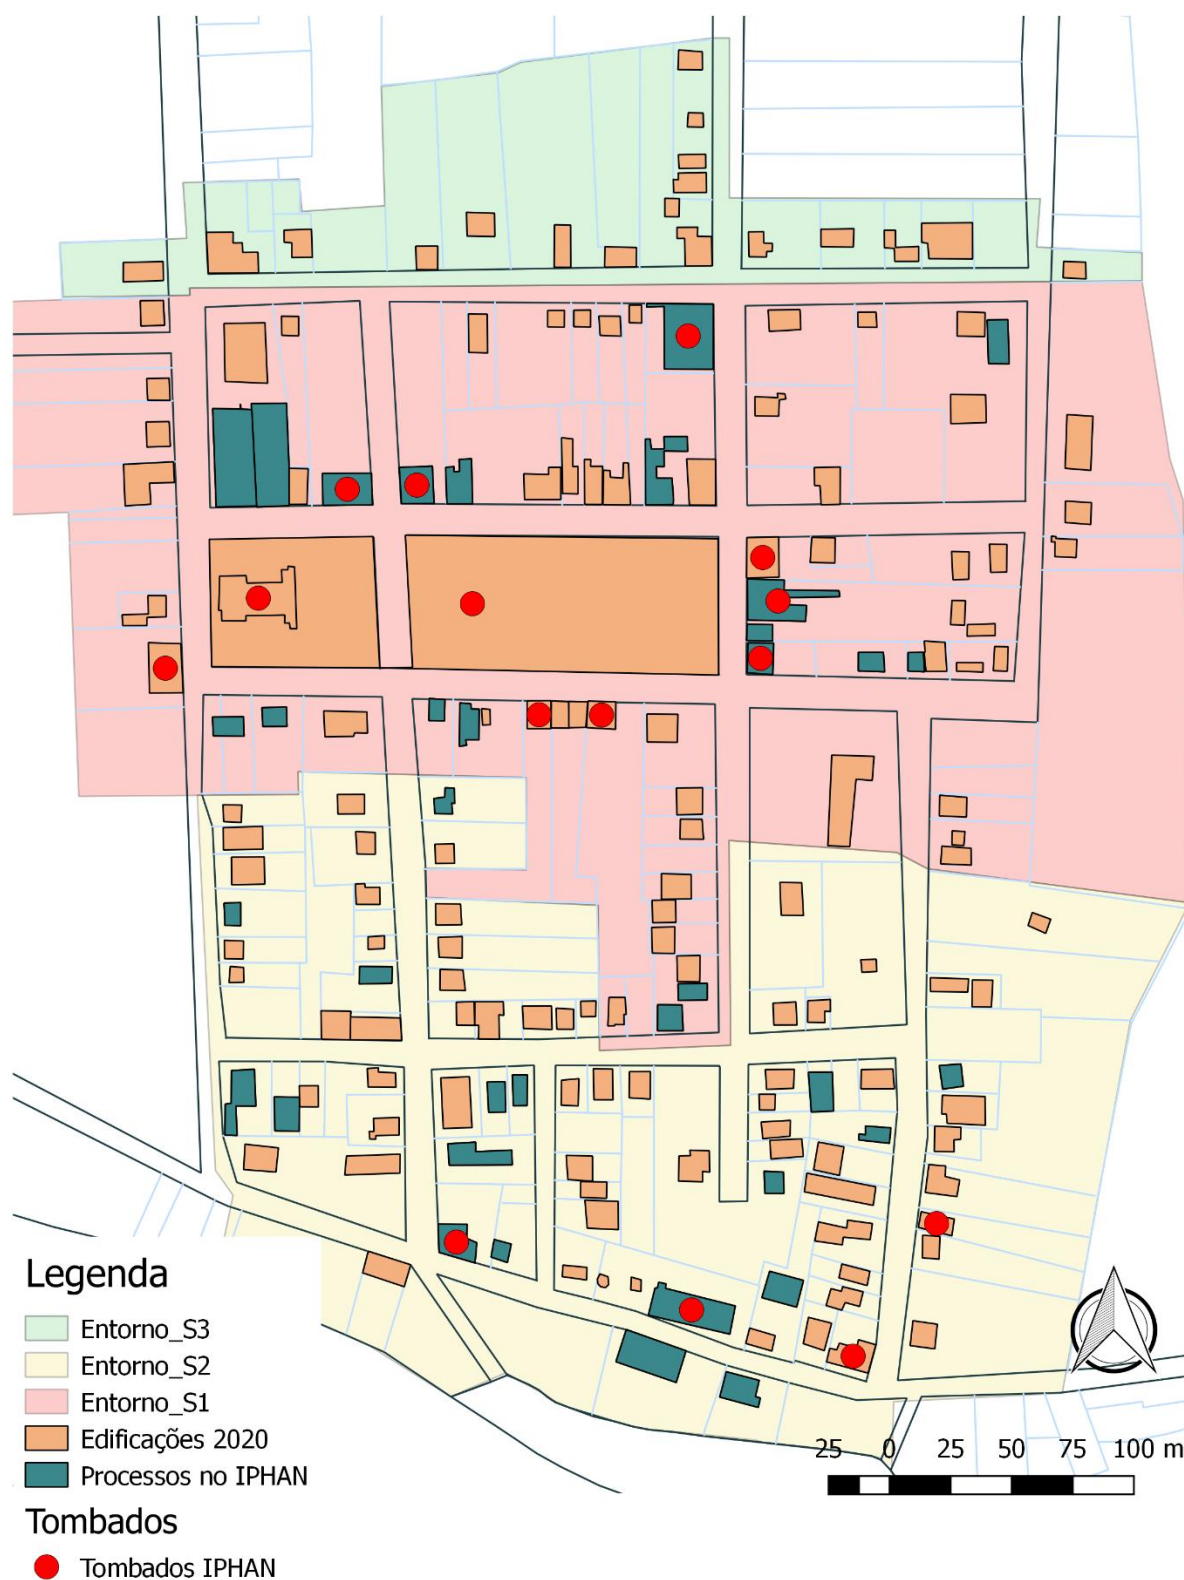 Legenda
Entorno_S3
Entorno_S2
Entorno_S1
Edificações 2020
Processos no IPHAN
Tombados
Tombados IPHAN
25 0 25 50 75 100 m